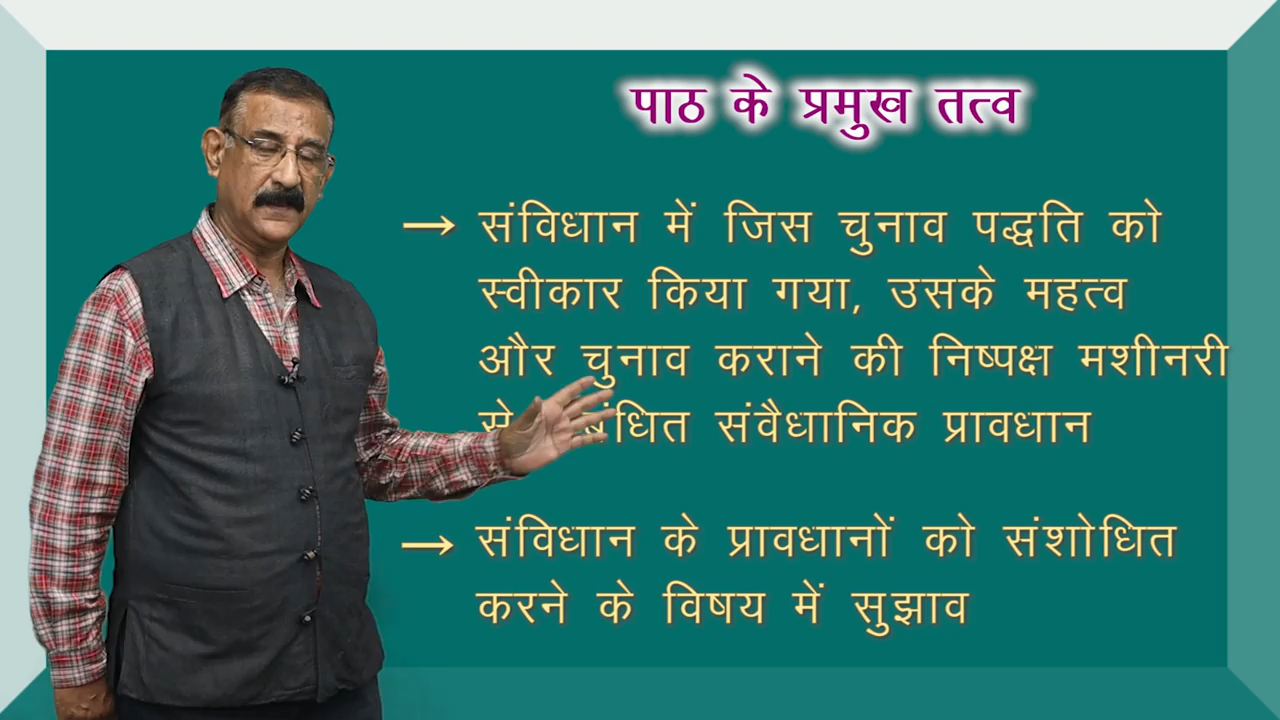 पाठ के प्रमुख तत्व
→ संविधान में जिस चुनाव पद्धति को
स्वीकार किया गया, उसके महत्व
और चुनाव कराने की निष्पक्ष मशीनरी
से संवैधानिक प्रावधान
→ संविधान के प्रावधानों को संशोधित
करने के विषय में सुझाव